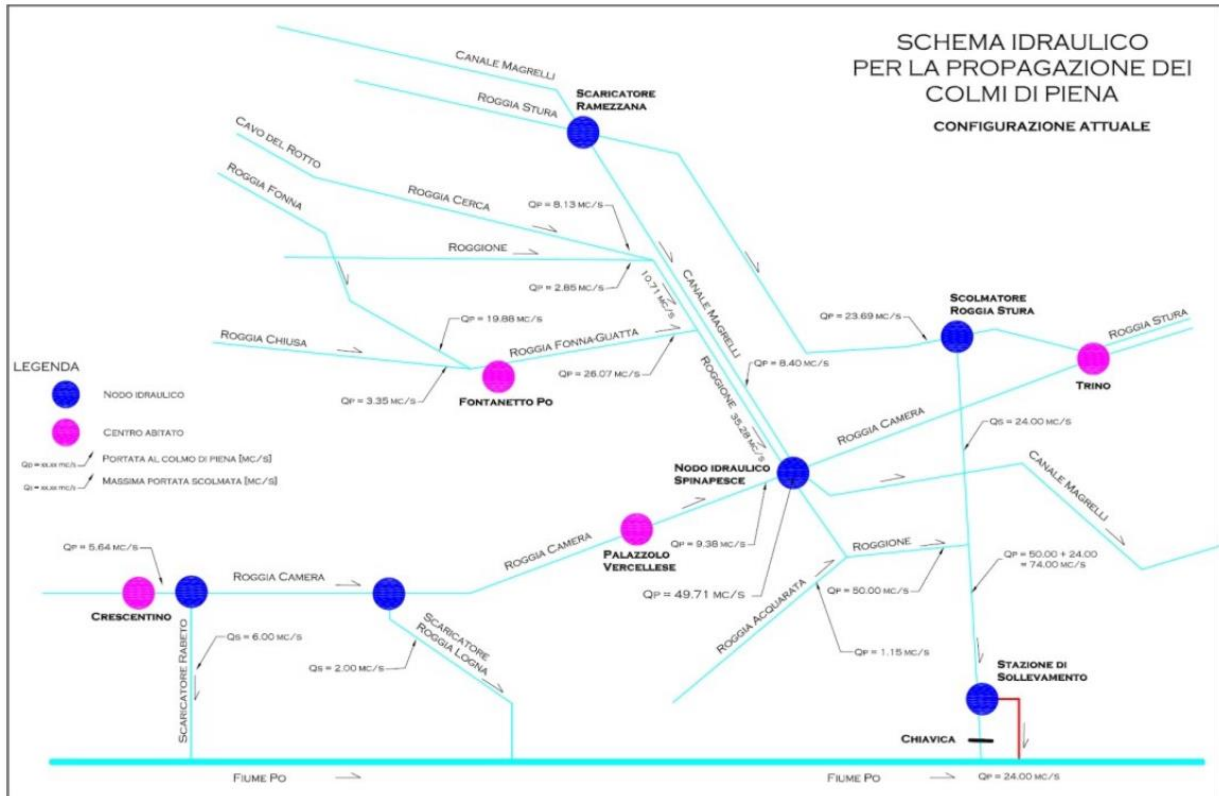 SCHEMA IDRAULICO
PER LA PROPAGAZIONE DEI
COLMI DI PIENA
CONFIGURAZIONE ATTUALE
CANALE MAGRELLI
ROGGIA STURA
SCARICATORE
RAMEZZANA
CAVO DEL ROTTO
ROGGIA FONNA
ROGGIA CERCA
QP = 8.13 MC/S
ROGGIONE
QP = 2.85 MC/S
10.71 MC/S
CANALE MAGRELLI
QP = 19.88 MC/S
ROGGIA CHIUSA
ROGGIA FONNA-GUATTA
QP = 3.35 MC/S
FONTANETTO PO
QP = 26.07 MC/S
ROGGIONE
35.28 MC/S
QP = 8.40 MC/S
QP = 23.69 MC/S
SCOLMATORE
ROGGIA STURA
ROGGIA STURA
TRINO
LEGENDA
NODO IDRAULICO
CENTRO ABITATO
QP = xx.xx MC/S
PORTATA AL COLMO DI PIENA [MC/S]
QS = xx.xx MC/S
MASSIMA PORTATA SCOLMATA [MC/S]
ROGGIA CAMERA
QS = 24.00 MC/S
NODO IDRAULICO
SPINAPESCE
CANALE MAGRELLI
QP = 9.38 MC/S
PALAZZOLO
VERCELLESE
ROGGIA CAMERA
ROGGIONE
QP = 50.00 + 24.00
= 74.00 MC/S
QP = 5.64 MC/S
ROGGIA CAMERA
QP = 49.71 MC/S
QP = 50.00 MC/S
CRESCENTINO
SCARICATORE
ROGGIA LOGNA
ROGGIA ACQUARATA
QS = 6.00 MC/S
QS = 2.00 MC/S
QP = 1.15 MC/S
SCARICATORE RABETO
STAZIONE DI
SOLLEVAMENTO
CHIAVICA
FIUME PO
FIUME PO
QP = 24.00 MC/S